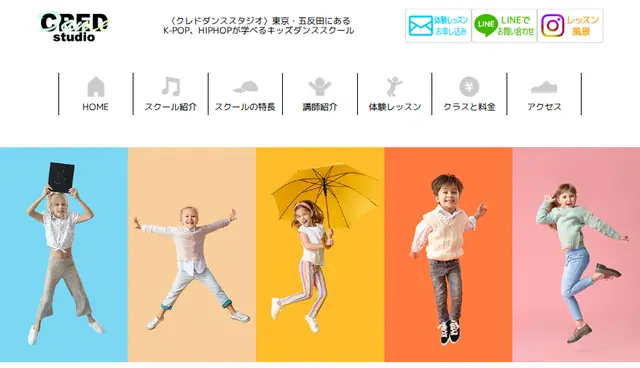 CRED
studio
〈クレドダンススタジオ〉東京・五反田にある
K-POP、HIPHOPが学べるキッズダンススクール
体験レッスン
お申し込み
LINE
LINEで
お問い合わせ
レッスン
風景
HOME
スクール紹介
スクールの特長
講師紹介
体験レッスン
クラスと料金
アクセス